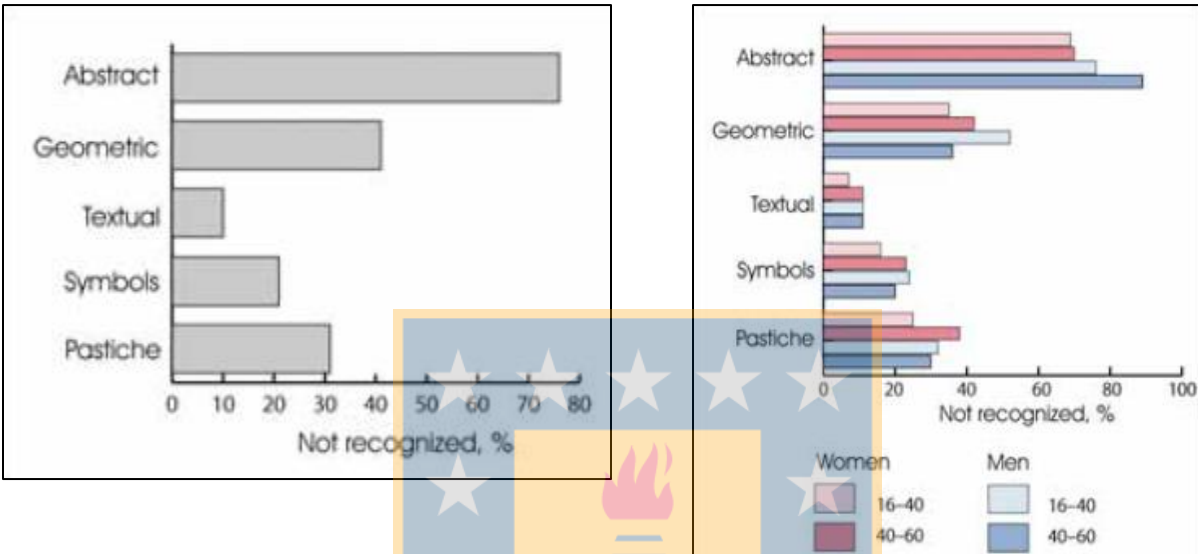 Abstract
Geometric
Textual
Symbols
Pastiche
0 10 20 30 40 50 60 70 80
Not recognized, %
Abstract
Geometric
Textual
Symbols
Pastiche
0 20 40 60 80 100
Not recognized, %
Women Men
16–40 16–40
40–60 40–60